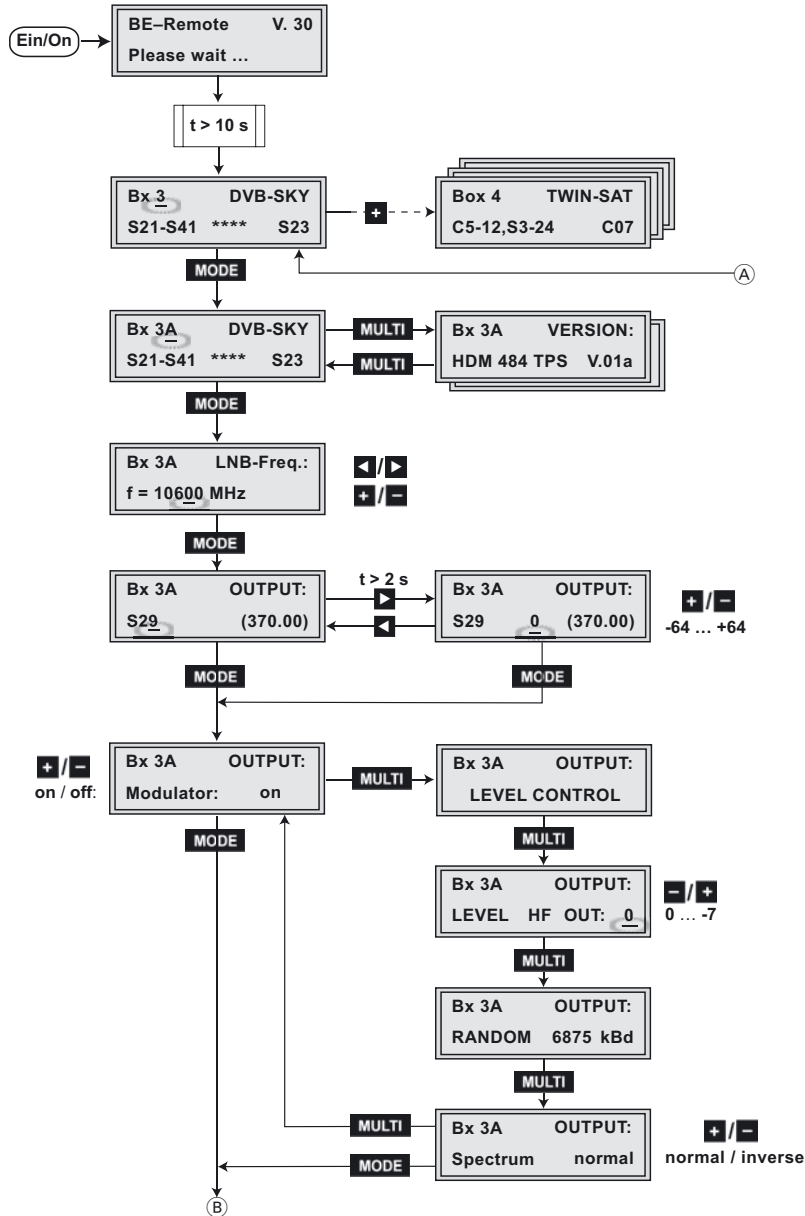 Ein/On
BE–Remote V. 30
Please wait ...
t > 10 s
Bx 3 DVB-SKY
S21-S41 **** S23
+
Box 4 TWIN-SAT
C5-12,S3-24 C07
MODE
A
Bx 3A DVB-SKY
S21-S41 **** S23
MULTI
MULTI
Bx 3A VERSION:
HDM 484 TPS V.01a
MODE
Bx 3A LNB-Freq.:
f = 10600 MHz
◄/►
+/−
MODE
Bx 3A OUTPUT:
S29 (370.00)
t > 2 s
►
◄
Bx 3A OUTPUT:
S29 0 (370.00)
+/−
-64 ... +64
MODE
MODE
+/−
on / off:
Bx 3A OUTPUT:
Modulator: on
MULTI
Bx 3A OUTPUT:
LEVEL CONTROL
MODE
MULTI
Bx 3A OUTPUT:
LEVEL HF OUT: 0
−/+
0 ... -7
MULTI
Bx 3A OUTPUT:
RANDOM 6875 kBd
MULTI
MULTI
MODE
Bx 3A OUTPUT:
Spectrum normal
+/−
normal / inverse
B